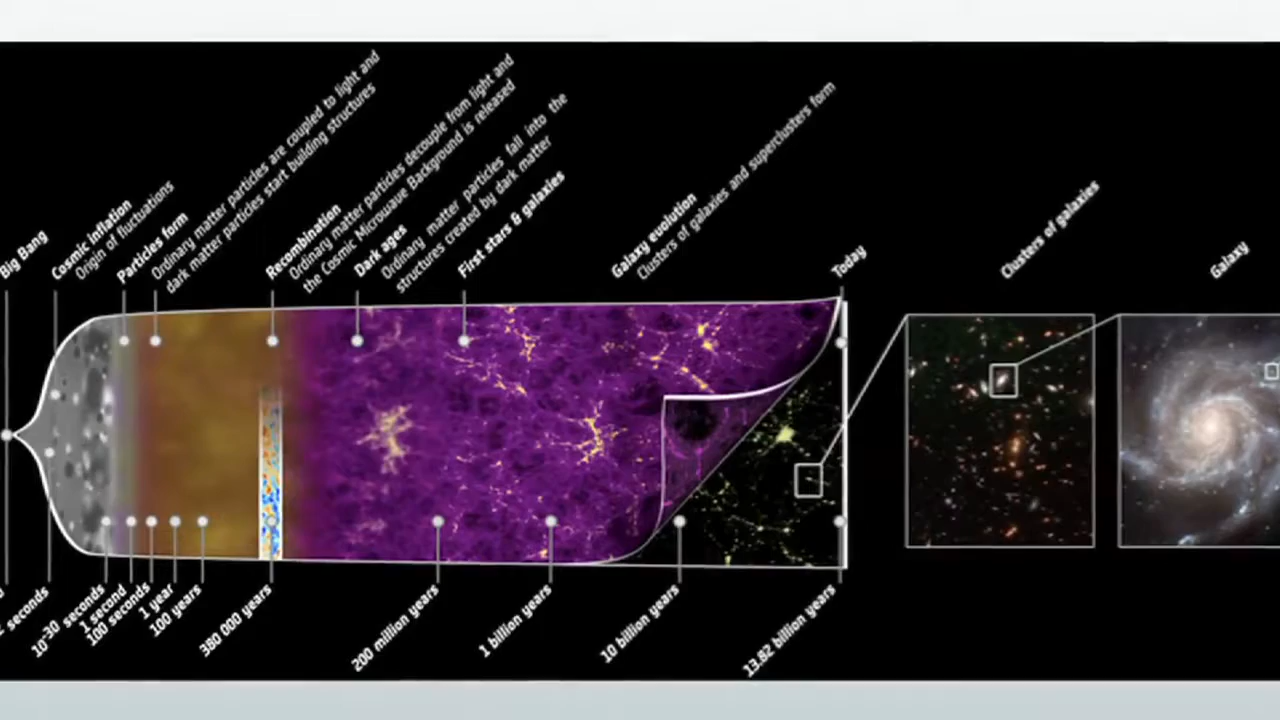 Big Bang
Cosmic inflation
Origin of fluctuations
Particles form
Ordinary matter particles are coupled to light and
dark matter particles start building structures
Recombination
Ordinary matter particles decouple from light and
the Cosmic Microwave Background is released
Dark ages
Ordinary matter particles fall into the
structures created by dark matter
First stars & galaxies
Galaxy evolution
Clusters of galaxies and superclusters form
Today
Clusters of galaxies
Galaxy
seconds
10-30 seconds
1 second
100 seconds
1 year
100 years
380 000 years
200 million years
1 billion years
10 billion years
13.82 billion years